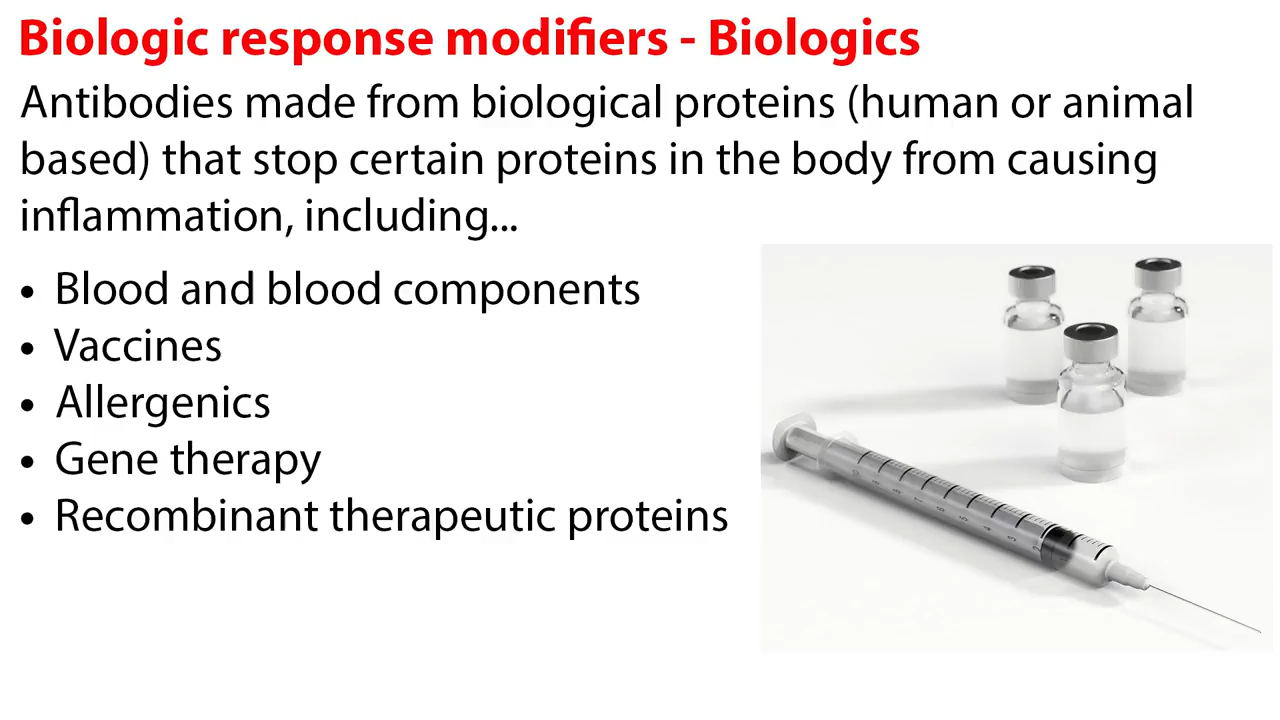 Biologic response modifiers - Biologics
Antibodies made from biological proteins (human or animal
based) that stop certain proteins in the body from causing
inflammation, including...
• Blood and blood components
• Vaccines
• Allergenics
• Gene therapy
• Recombinant therapeutic proteins